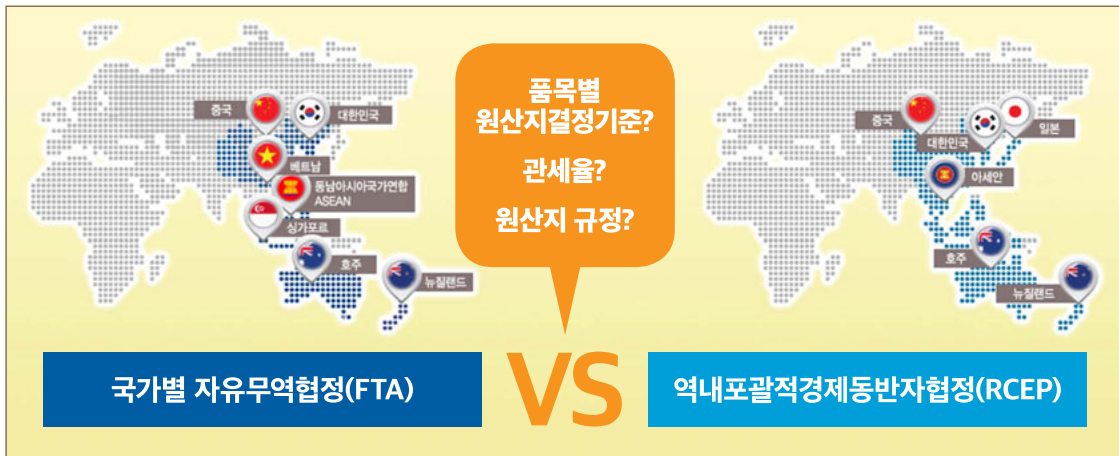 중국
대한민국
베트남
동남아시아국가연합
ASEAN
싱가포르
호주
뉴질랜드
품목별
원산지결정기준?
관세율?
원산지 규정?
중국
대한민국
일본
아세안
호주
뉴질랜드
국가별 자유무역협정(FTA)
VS
역내포괄적경제동반자협정(RCEP)